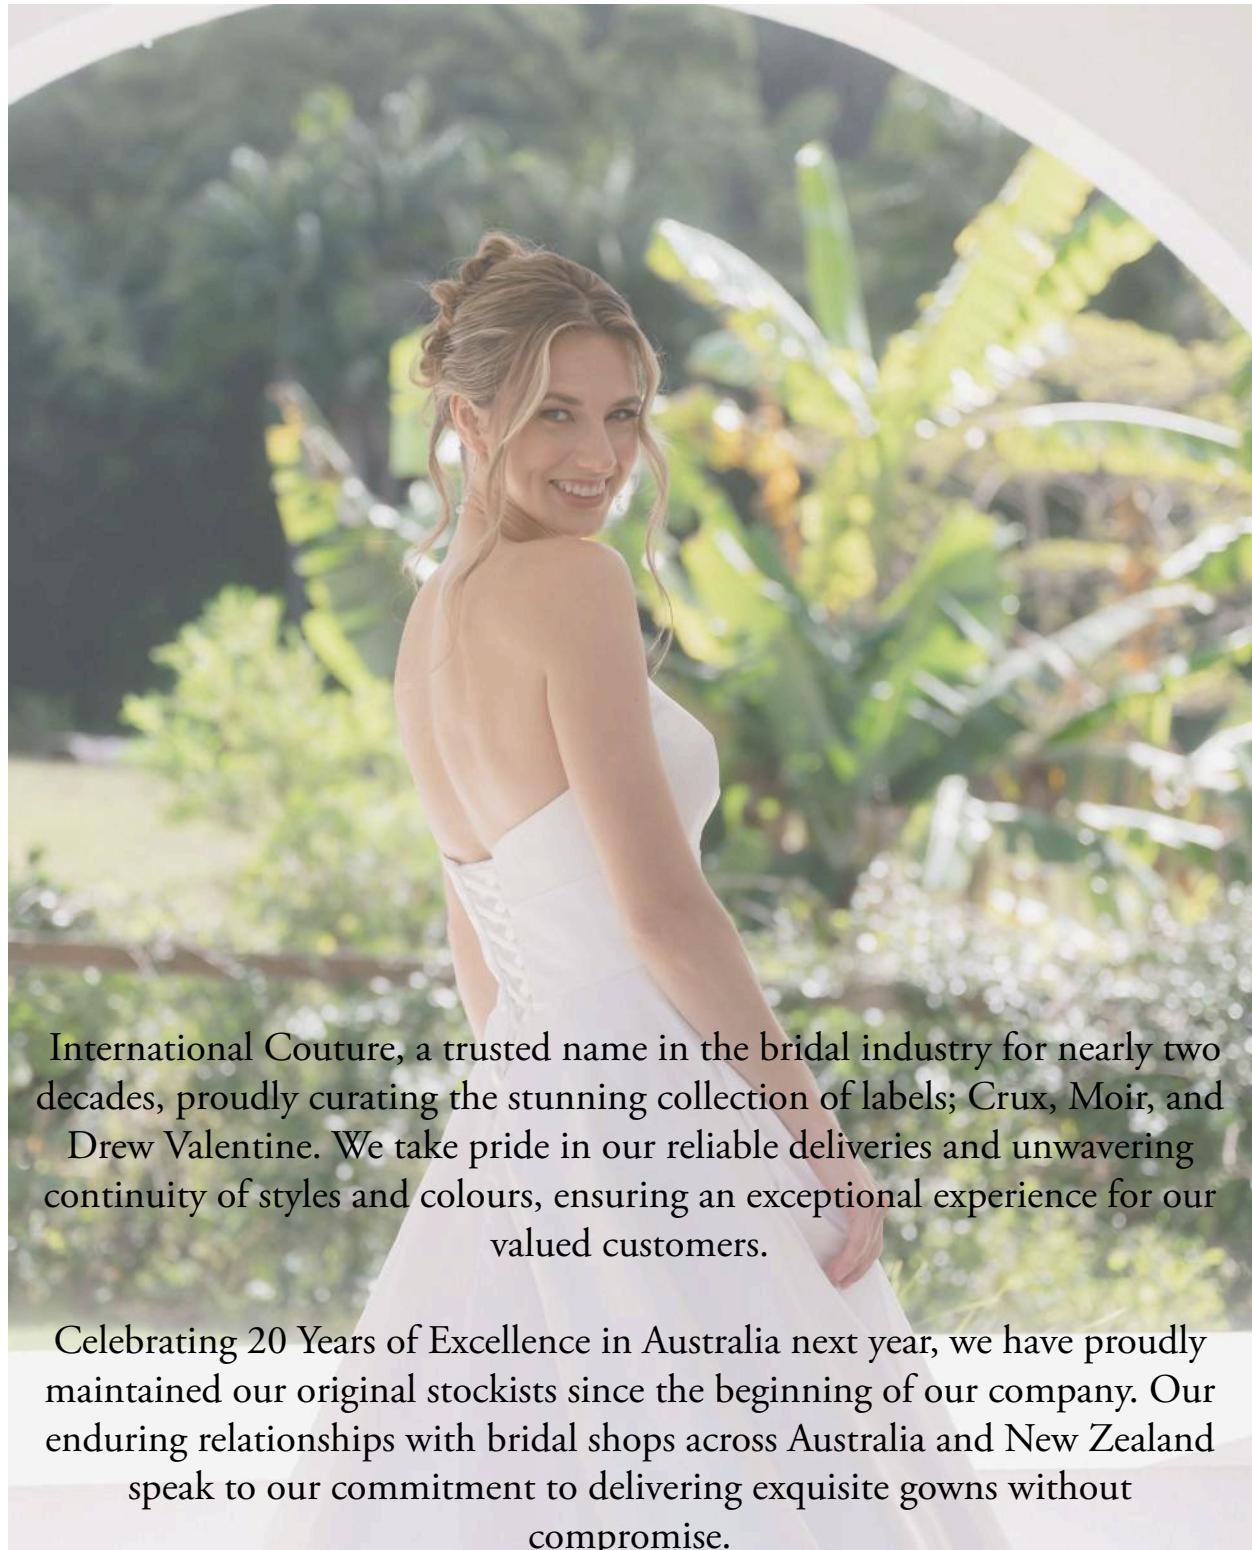 International Couture, a trusted name in the bridal industry for nearly two
decades, proudly curating the stunning collection of labels; Crux, Moir, and
Drew Valentine. We take pride in our reliable deliveries and unwavering
continuity of styles and colours, ensuring an exceptional experience for our
valued customers.
Celebrating 20 Years of Excellence in Australia next year, we have proudly
maintained our original stockists since the beginning of our company. Our
enduring relationships with bridal shops across Australia and New Zealand
speak to our commitment to delivering exquisite gowns without
compromise.